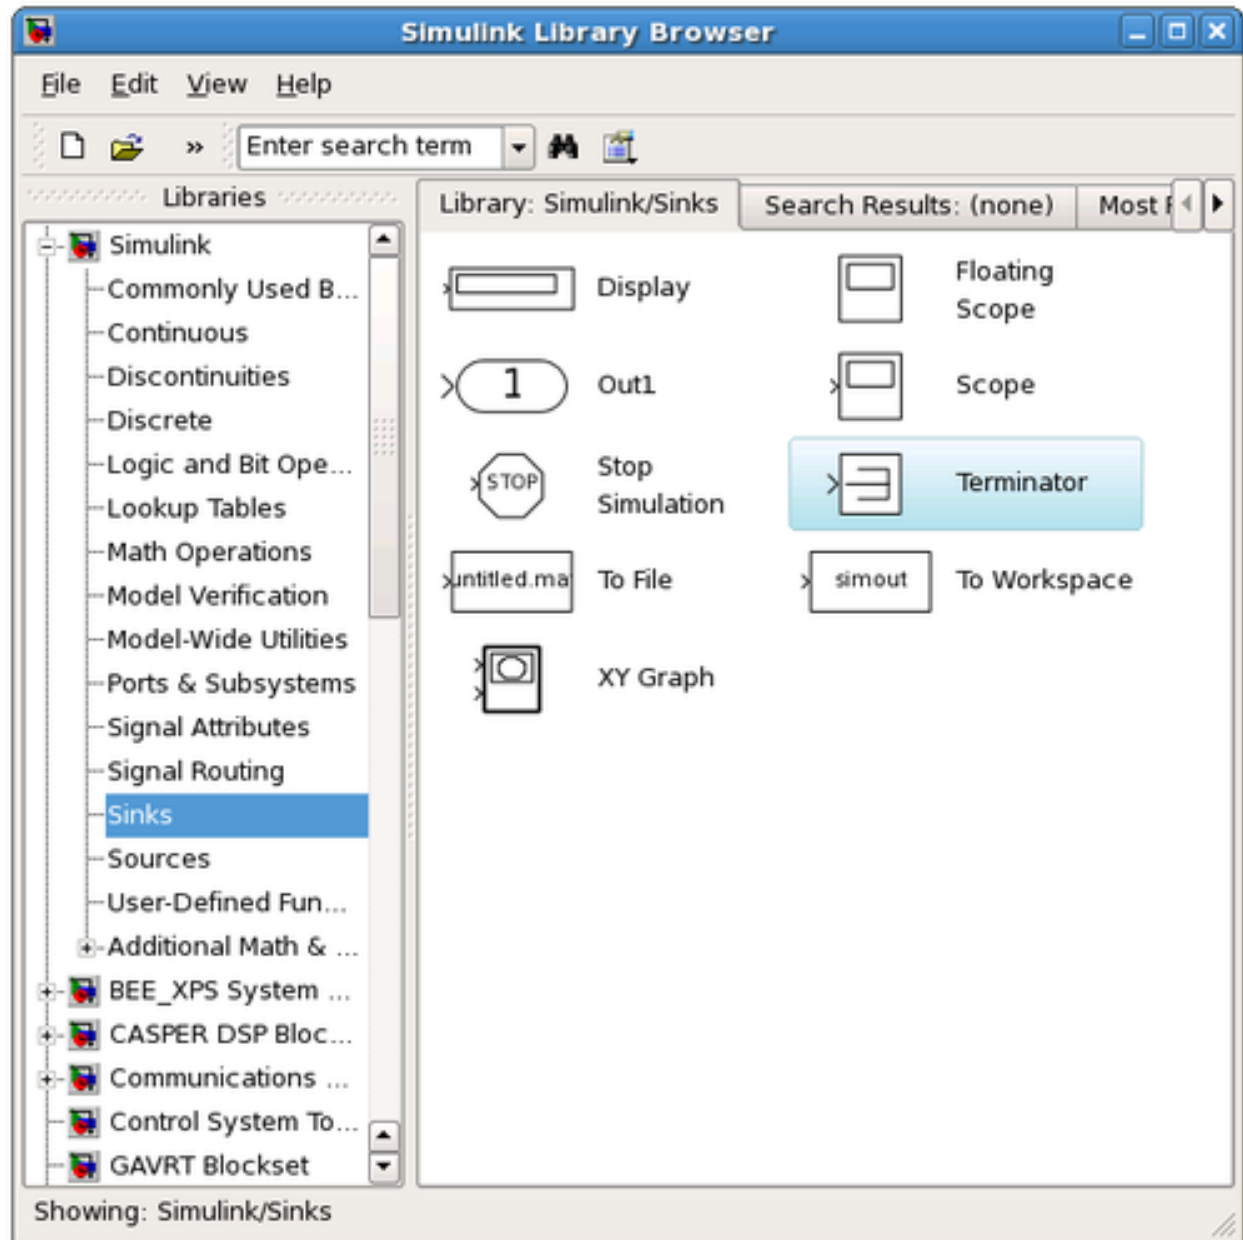 Simulink Library Browser
File Edit View Help
» Enter search term
Libraries
Simulink
Commonly Used B...
Continuous
Discontinuities
Discrete
Logic and Bit Ope...
Lookup Tables
Math Operations
Model Verification
Model-Wide Utilities
Ports & Subsystems
Signal Attributes
Signal Routing
Sinks
Sources
User-Defined Fun...
Additional Math & ...
BEE_XPS System ...
CASPER DSP Bloc...
Communications ...
Control System To...
GAVRT Blockset
Library: Simulink/Sinks Search Results: (none) Most
Display
Floating
Scope
1 Out1
Scope
STOP Stop
Simulation
Terminator
untitled.ma To File
simout To Workspace
XY Graph
Showing: Simulink/Sinks